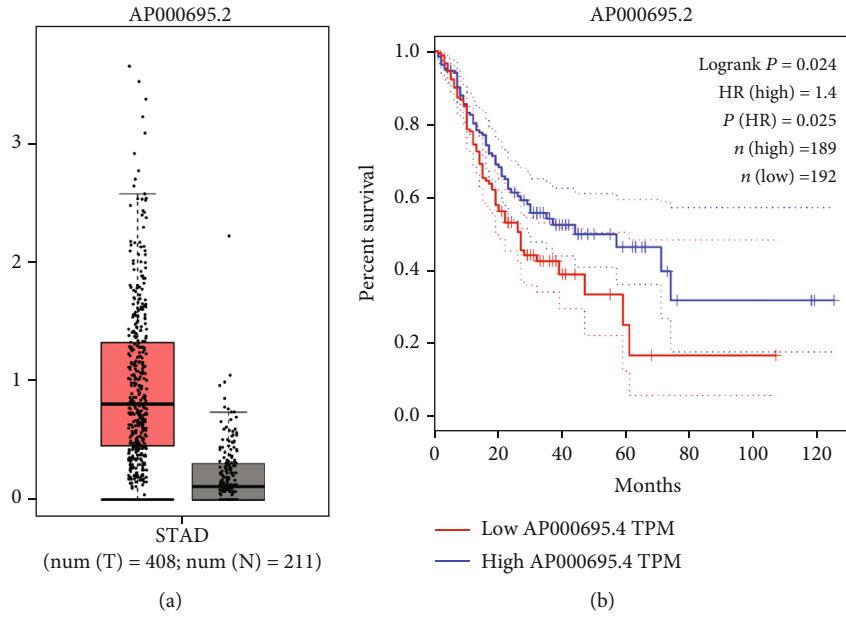 AP000695.2
3
2
1
0
STAD
(num (T) = 408; num (N) = 211)
(a)
AP000695.2
Percent survival
1.0
0.8
0.6
0.4
0.2
0.0
Logrank P = 0.024
HR (high) = 1.4
P (HR) = 0.025
n (high) =189
n (low) =192
0 20 40 60 80 100 120
Months
Low AP000695.4 TPM
High AP000695.4 TPM
(b)